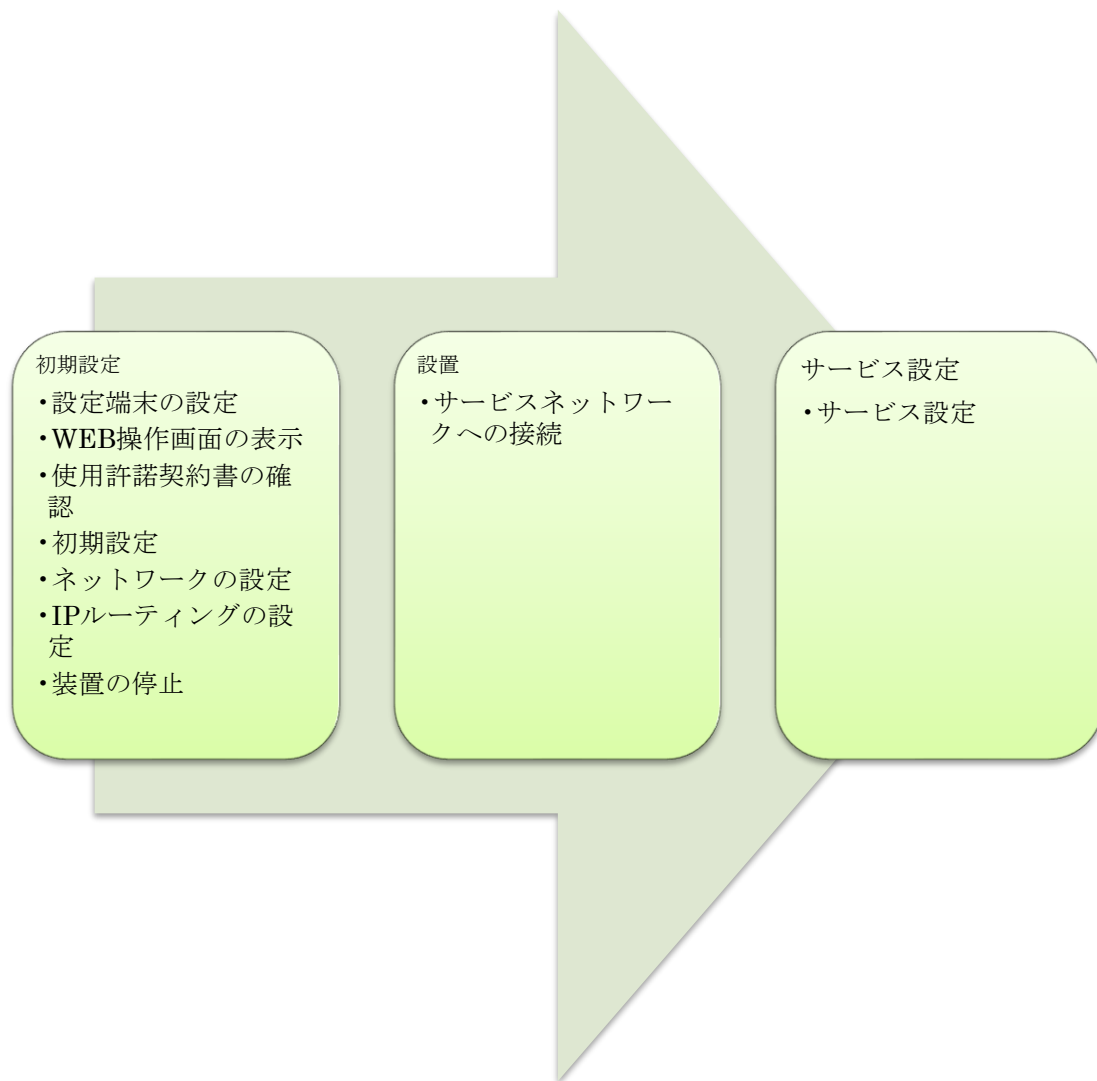 初期設定
・設定端末の設定
・WEB操作画面の表示
・使用許諾契約書の確
認
・初期設定
・ネットワークの設定
・IPルーティングの設
定
・装置の停止
設置
・サービスネットワー
クへの接続
サービス設定
・サービス設定